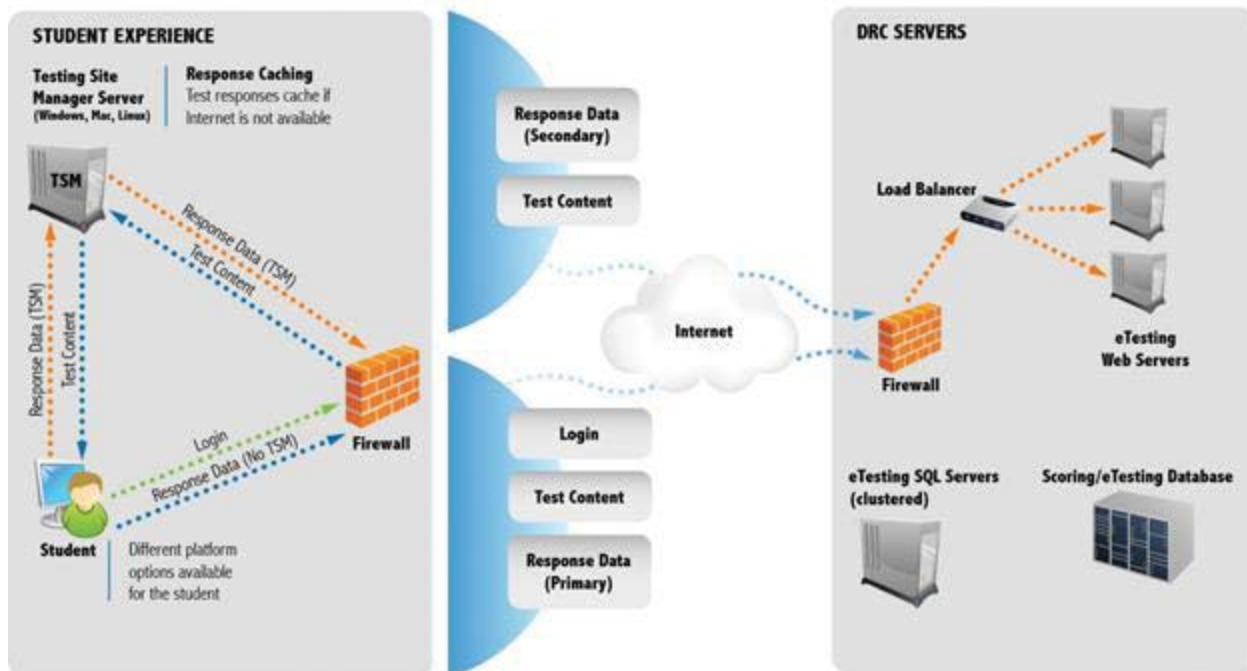 STUDENT EXPERIENCE
Testing Site
Manager Server
(Windows, Mac, Linux)
Response Caching
Test responses cache if
Internet is not available
TSM
Response Data (TSM)
Test Content
Response Data (TSM)
Test Content
Login
Response Data (No TSM)
Firewall
Student
Different platform
options available
for the student
Response Data
(Secondary)
Test Content
Internet
Login
Test Content
Response Data
(Primary)
DRC SERVERS
Load Balancer
Firewall
eTesting
Web Servers
eTesting SQL Servers
(clustered)
Scoring/eTesting Database